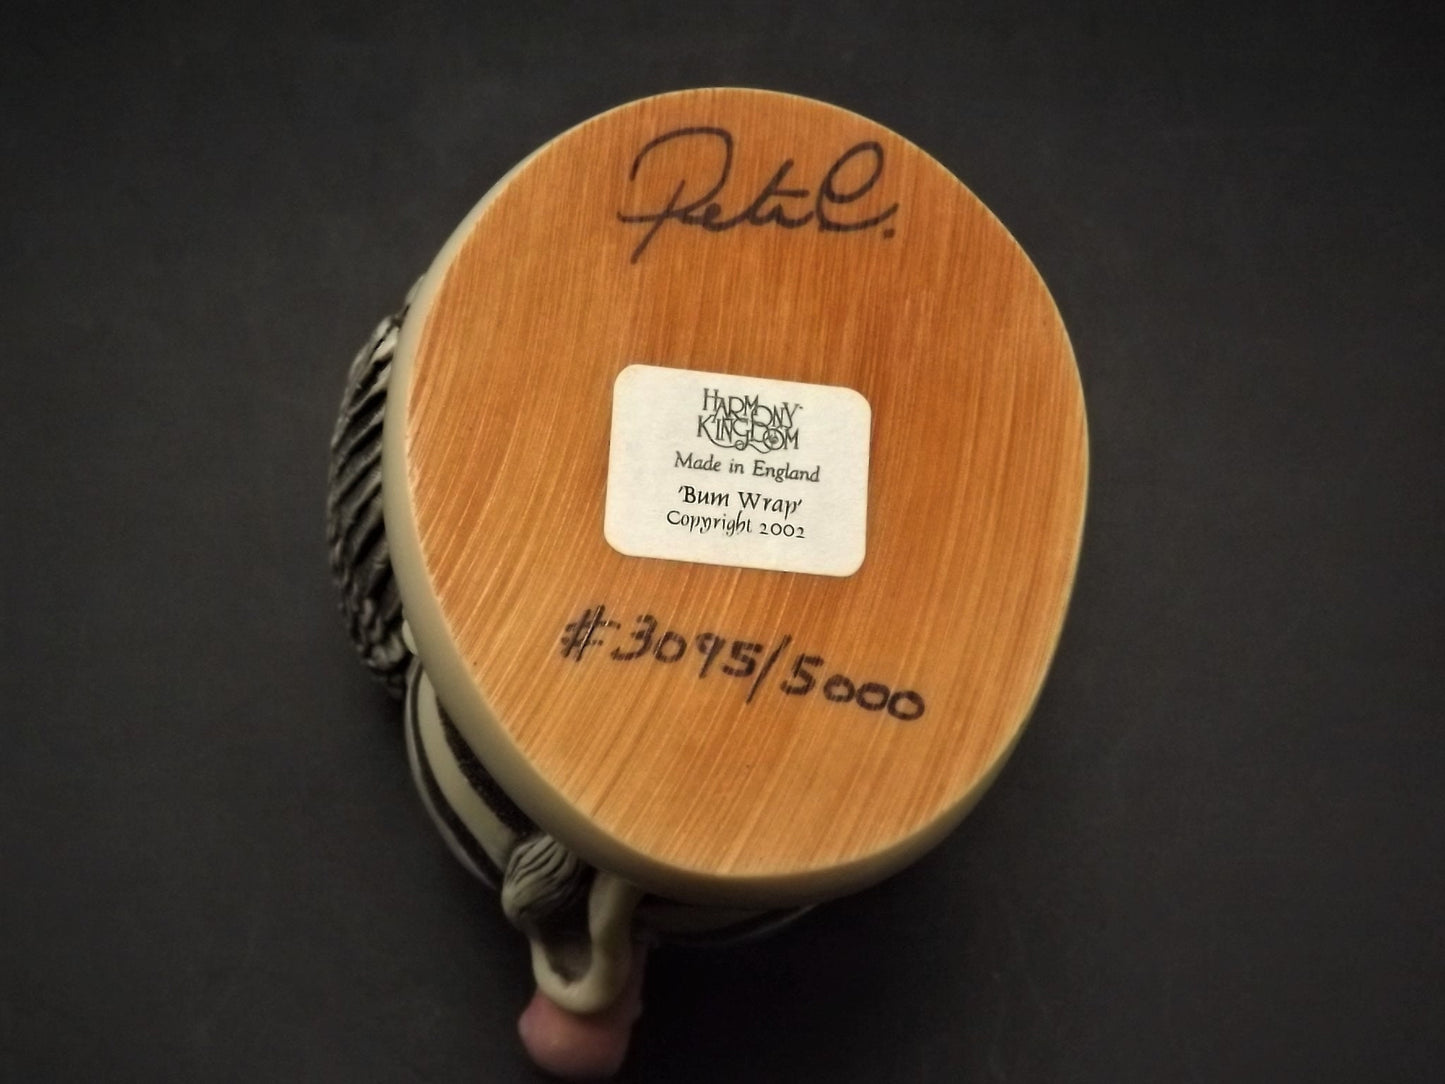 Peter C.
HARMONY
KINGDOM
Made in England
'Bum Wrap'
Copyright 2002
#3095/5000